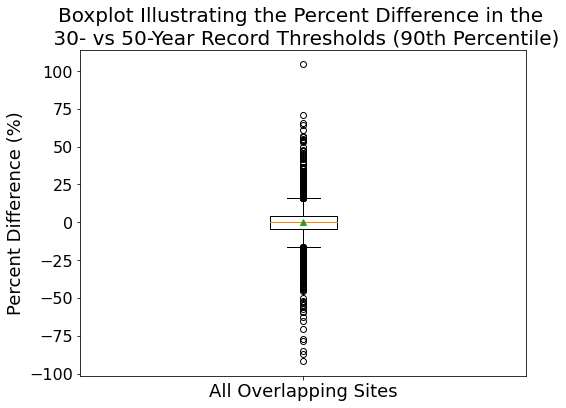 Boxplot Illustrating the Percent Difference in the
30- vs 50-Year Record Thresholds (90th Percentile)
Percent Difference (%)
100
75
50
25
0
−25
−50
−75
−100
All Overlapping Sites